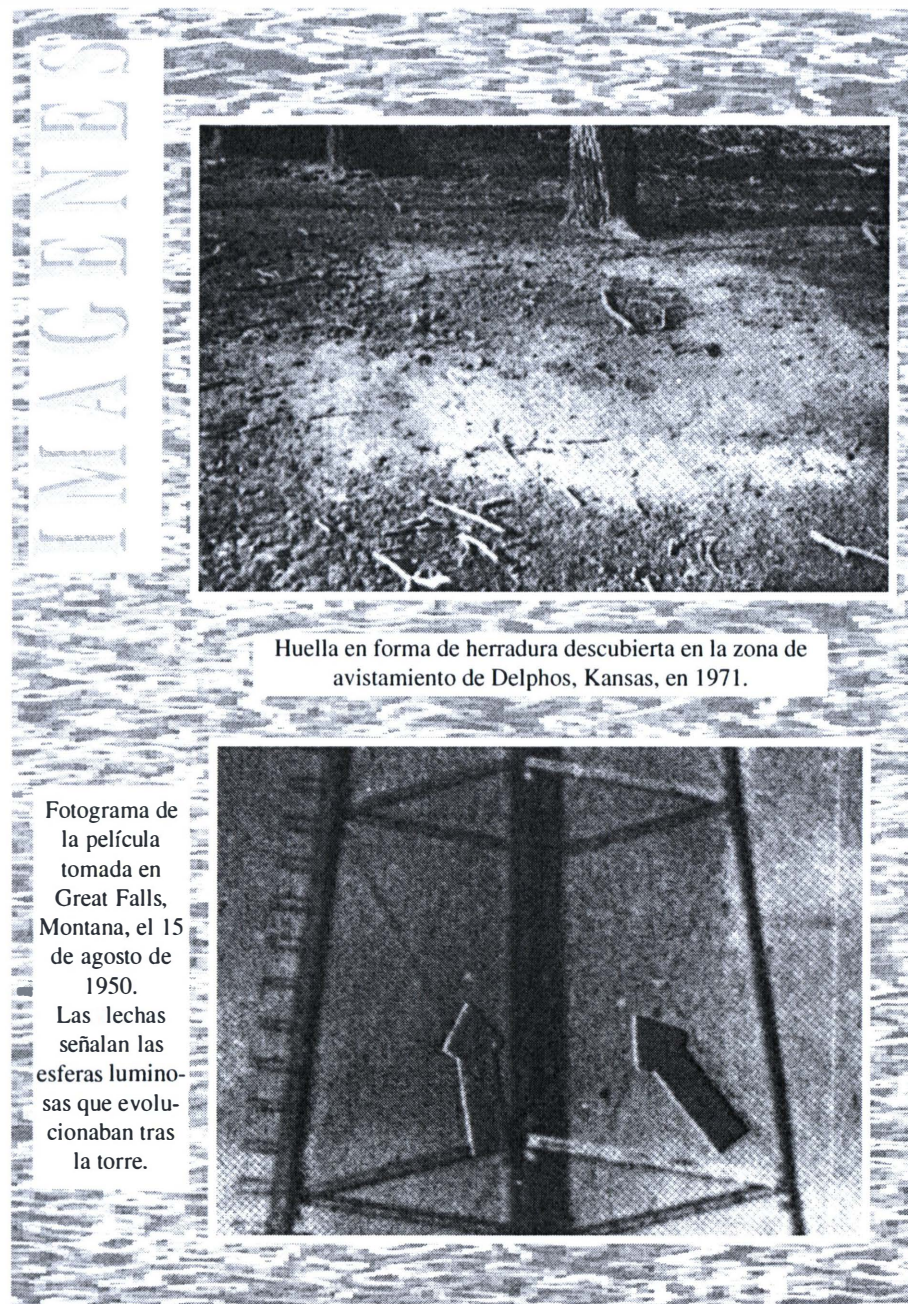 IMAGENES
Huella en forma de herradura descubierta en la zona de
avistamiento de Delphos, Kansas, en 1971.
Fotograma de
la película
tomada en
Great Falls,
Montana, el 15
de agosto de
1950.
Las lechas
señalan las
esferas lumino-
sas que evolu-
cionaban tras
la torre.